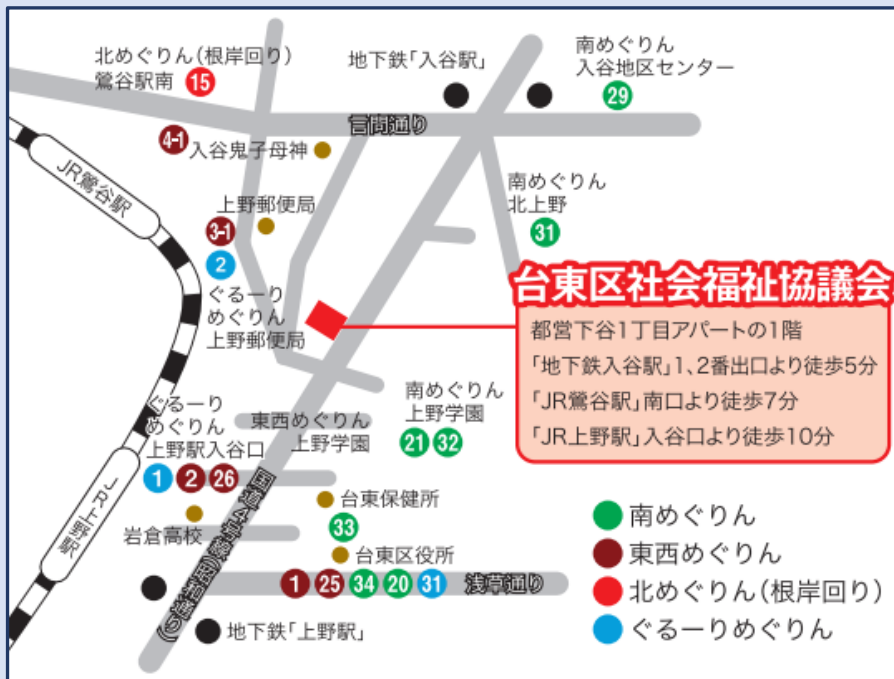 北めぐりん(根岸回り)
鶯谷駅南 15
地下鉄「入谷駅」
南めぐりん
入谷地区センター
29
言問通り
4-1
入谷鬼子母神
JR鶯谷駅
上野郵便局
3-1
2
ぐるーり
めぐりん
上野郵便局
南めぐりん
北上野
31
台東区社会福祉協議会
都営下谷1丁目アパートの1階
「地下鉄入谷駅」1、2番出口より徒歩5分
「JR鶯谷駅」南口より徒歩7分
「JR上野駅」入谷口より徒歩10分
ぐるーり
めぐりん
上野駅入谷口
1 2 26
東西めぐりん
上野学園
南めぐりん
上野学園
21 32
JR上野駅
岩倉高校
台東保健所
33
台東区役所
1 25 34 20 31 浅草通り
国道4号線(昭和通り)
地下鉄「上野駅」
南めぐりん
東西めぐりん
北めぐりん(根岸回り)
ぐるーりめぐりん